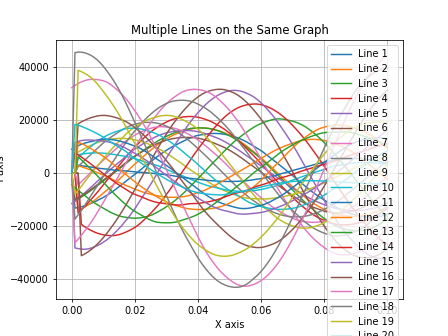 Multiple Lines on the Same Graph
40000
20000
0
−20000
−40000
0.00
0.02
0.04
0.06
X axis
Line 1
Line 2
Line 3
Line 4
Line 5
Line 6
Line 7
Line 8
Line 9
Line 10
Line 11
Line 12
Line 13
Line 14
Line 15
Line 16
Line 17
Line 18
Line 19
Line 20